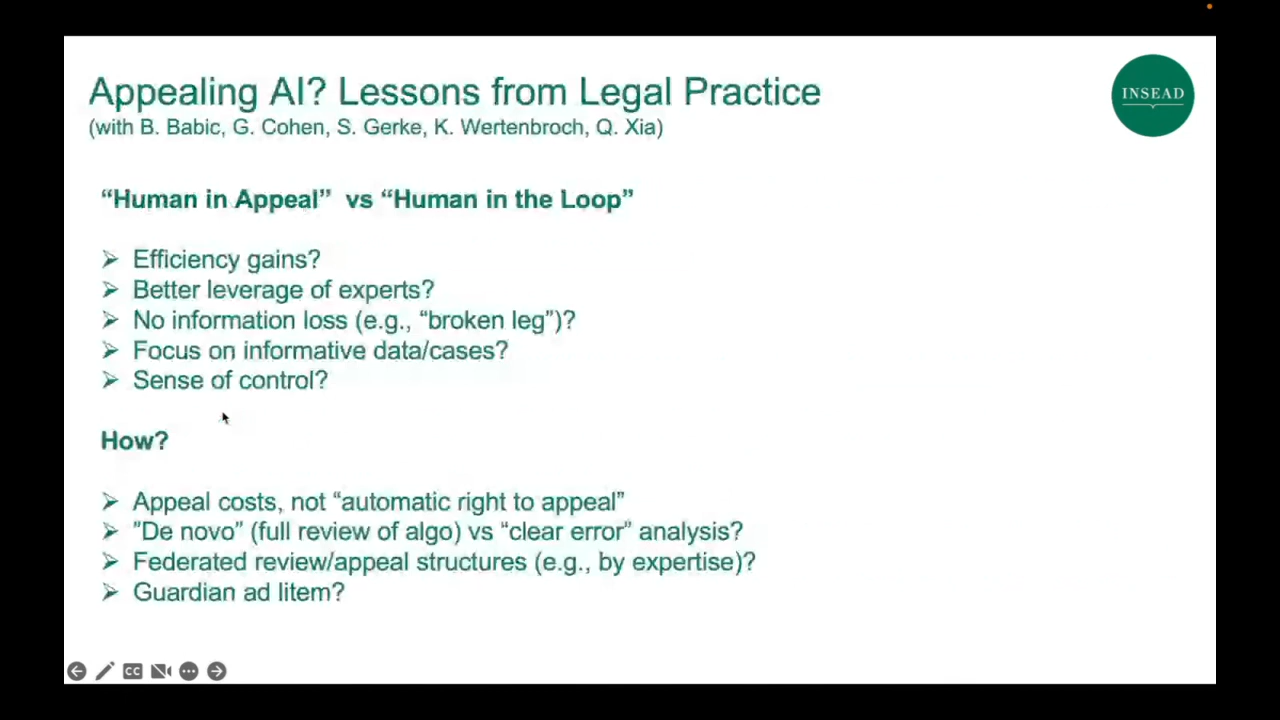 Appealing AI? Lessons from Legal Practice
(with B. Babic, G. Cohen, S. Gerke, K. Wertenbroch, Q. Xia)
INSEAD
“Human in Appeal”  vs “Human in the Loop”
➢ Efficiency gains?
➢ Better leverage of experts?
➢ No information loss (e.g., “broken leg”)?
➢ Focus on informative data/cases?
➢ Sense of control?
How?
➢ Appeal costs, not “automatic right to appeal”
➢ ”De novo” (full review of algo) vs “clear error” analysis?
➢ Federated review/appeal structures (e.g., by expertise)?
➢ Guardian ad litem?
CC